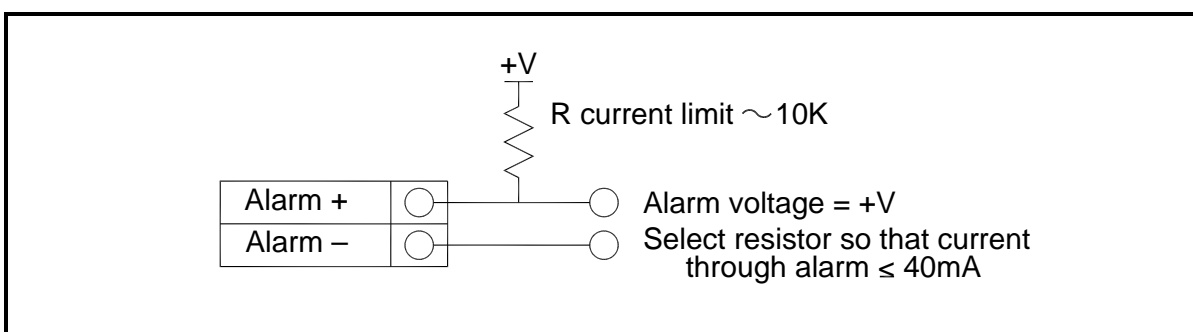 +V
R current limit ～10K
Alarm +
Alarm voltage = +V
Alarm –
Select resistor so that current
through alarm ≤ 40mA